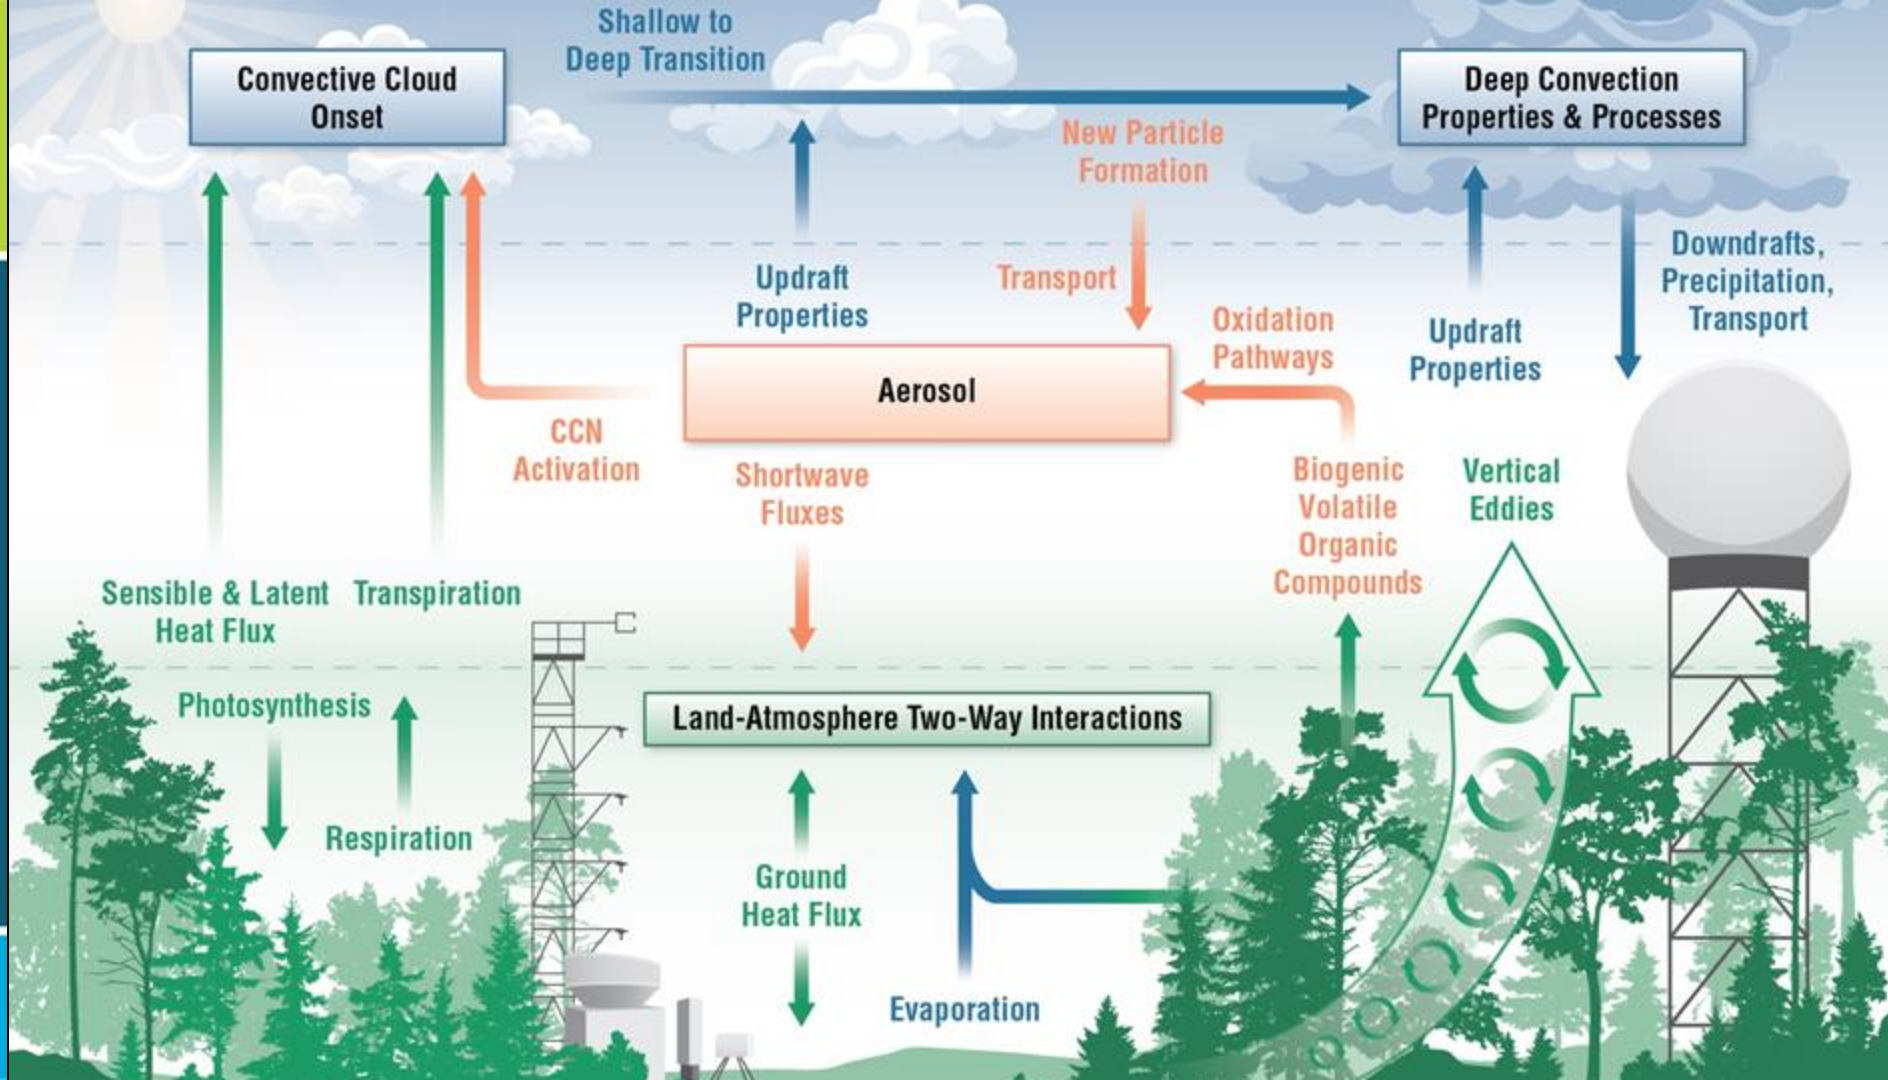 Shallow to
Deep Transition
Convective Cloud
Onset
Deep Convection
Properties & Processes
New Particle
Formation
Updraft
Properties
Transport
Downdrafts,
Precipitation,
Transport
Oxidation
Pathways
Updraft
Properties
Aerosol
CCN
Activation
Shortwave
Fluxes
Biogenic
Volatile
Organic
Compounds
Vertical
Eddies
Sensible & Latent
Heat Flux
Transpiration
Photosynthesis
Land-Atmosphere Two-Way Interactions
Respiration
Ground
Heat Flux
Evaporation